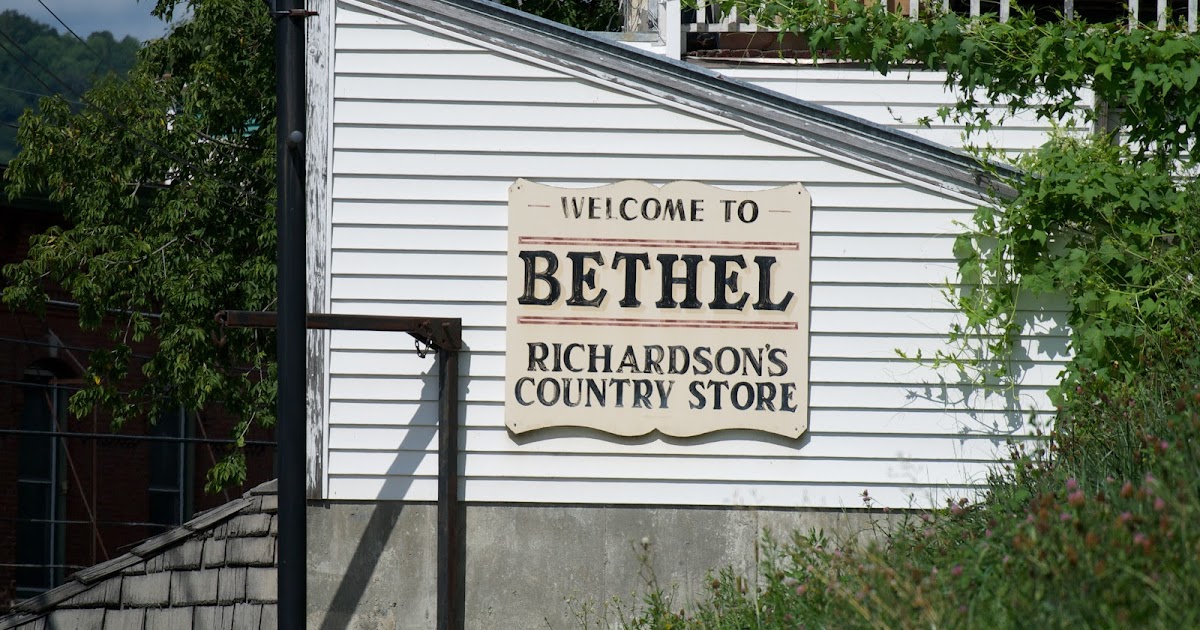 WELCOME TO
BETHEL
RICHARDSON'S
COUNTRY STORE